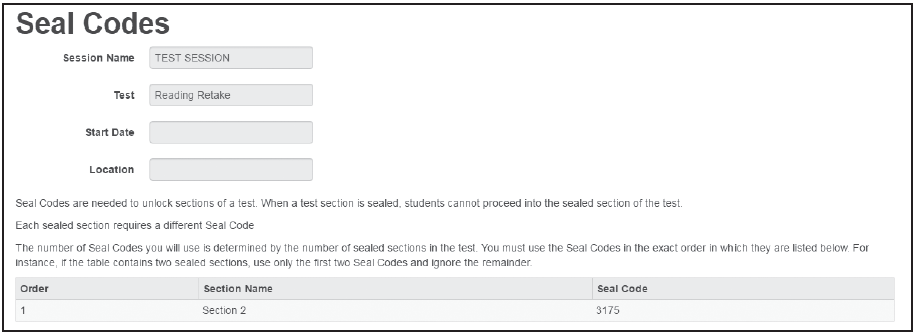 Seal Codes
Session Name TEST SESSION
Test Reading Retake
Start Date
Location
Seal Codes are needed to unlock sections of a test. When a test section is sealed, students cannot proceed into the sealed section of the test.
Each sealed section requires a different Seal Code
The number of Seal Codes you will use is determined by the number of sealed sections in the test. You must use the Seal Codes in the exact order in which they are listed below. For
instance, if the table contains two sealed sections, use only the first two Seal Codes and ignore the remainder.
Order Section Name Seal Code
1 Section 2 3175